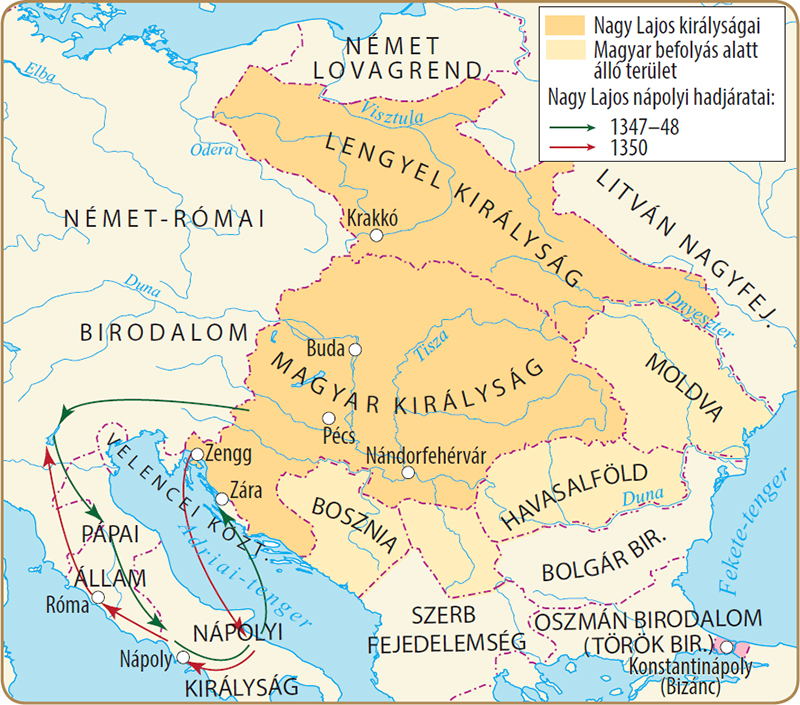 Nagy Lajos királyságai
Magyar befolyás alatt
álló terület
Nagy Lajos nápolyi hadjáratai:
1347–48
1350
NÉMET
LOVAGREND
Elba
Visztula
Odera
LENGYEL KIRÁLYSÁG
LITVÁN NAGYFEJ.
NÉMET-RÓMAI
Krakkó
Duna
Dnyeszter
BIRODALOM
Buda
Tisza
MOLDVA
MAGYAR KIRÁLYSÁG
Pécs
VELENCEI KÖZT.
Zengg
Nándorfehérvár
Zára
HAVASALFÖLD
Duna
BOSZNIA
PÁPAI
Adriai-tenger
BOLGÁR BIR.
Fekete-tenger
ÁLLAM
Róma
SZERB
FEJEDELEMSÉG
OSZMÁN BIRODALOM
(TÖRÖK BIR.)
NÁPOLYI
Nápoly
KIRÁLYSÁG
Konstantinápoly
(Bizánc)